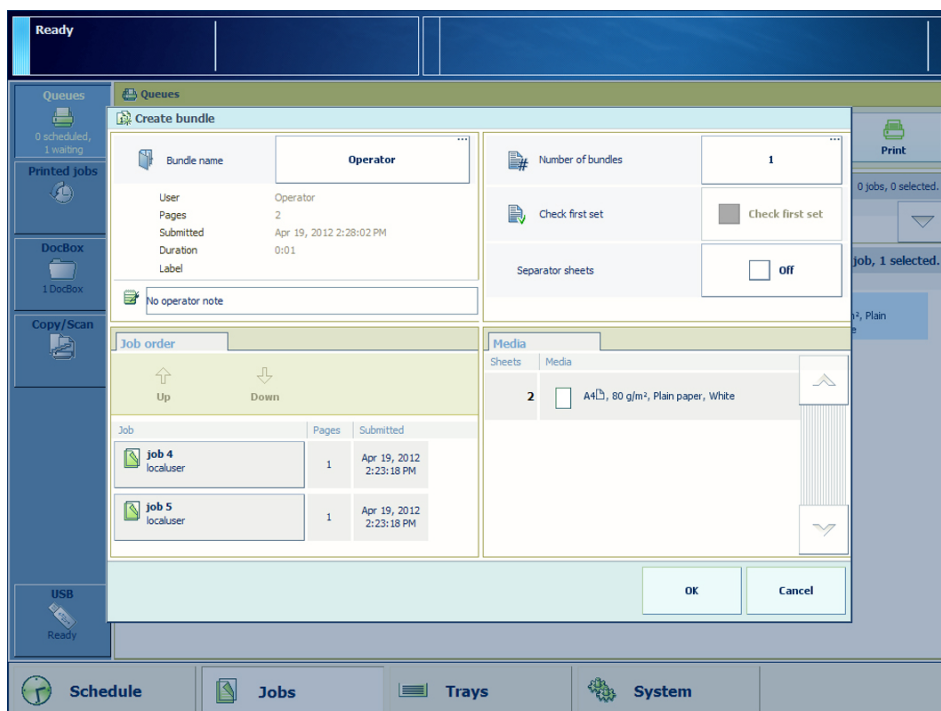 Ready
Queues
0 scheduled,
1 waiting
Printed jobs
DocBox
1 DocBox
Copy/Scan
USB
Ready
Queues
Create bundle
Bundle name
...
Operator
User
Operator
Pages
2
Submitted
Apr 19, 2012 2:28:02 PM
Duration
0:01
Label
No operator note
Number of bundles
...
1
Check first set
Check first set
Separator sheets
Off
Job order
Up
Down
Job
Pages
Submitted
job 4
localuser
1
Apr 19, 2012
2:23:18 PM
job 5
localuser
1
Apr 19, 2012
2:23:18 PM
Media
Sheets
Media
2
A4, 80 g/m², Plain paper, White
OK
Cancel
Print
0 jobs, 0 selected.
job, 1 selected.
², Plain
Schedule
Jobs
Trays
System